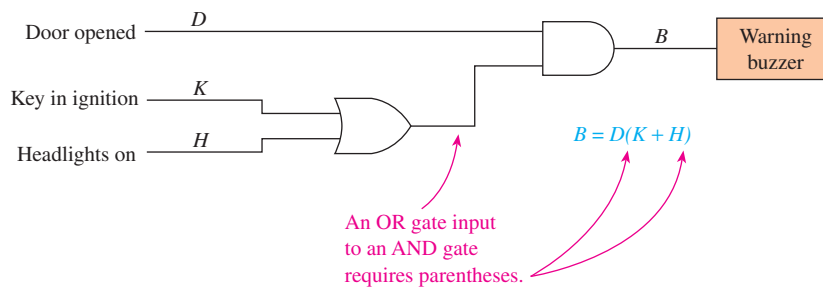 Door opened
D
B
Warning
buzzer
Key in ignition
K
Headlights on
H
B = D(K + H)
An OR gate input
to an AND gate
requires parentheses.